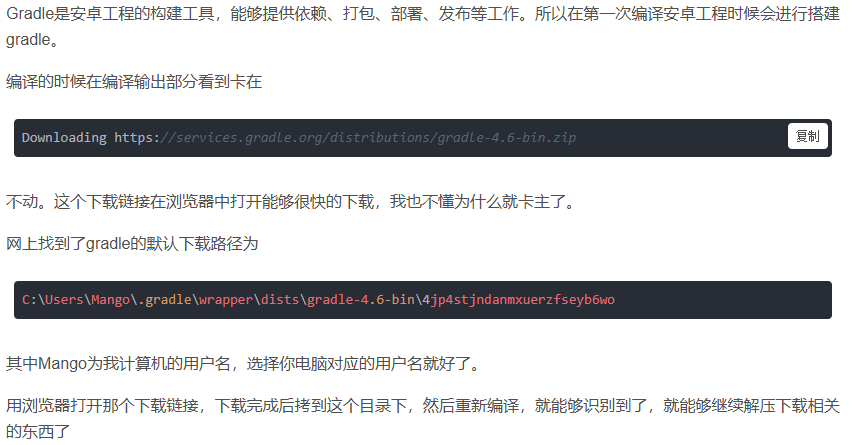 Gradle是安卓工程的构建工具，能够提供依赖、打包、部署、发布等工作。所以在第一次编译安卓工程时候会进行搭建
gradle。
编译的时候在编译输出部分看到卡在
Downloading https://services.gradle.org/distributions/gradle-4.6-bin.zip
复制
不动。这个下载链接在浏览器中打开能够很快的下载，我也不懂为什么就卡主了。
网上找到了gradle的默认下载路径为
C:\Users\Mango\.gradle\wrapper\dists\gradle-4.6-bin\4jp4stjndanmxuerzfseyb6wo
其中Mango为我计算机的用户名，选择你电脑对应的用户名就好了。
用浏览器打开那个下载链接，下载完成后拷到这个目录下，然后重新编译，就能够识别到了，就能够继续解压下载相关
的东西了